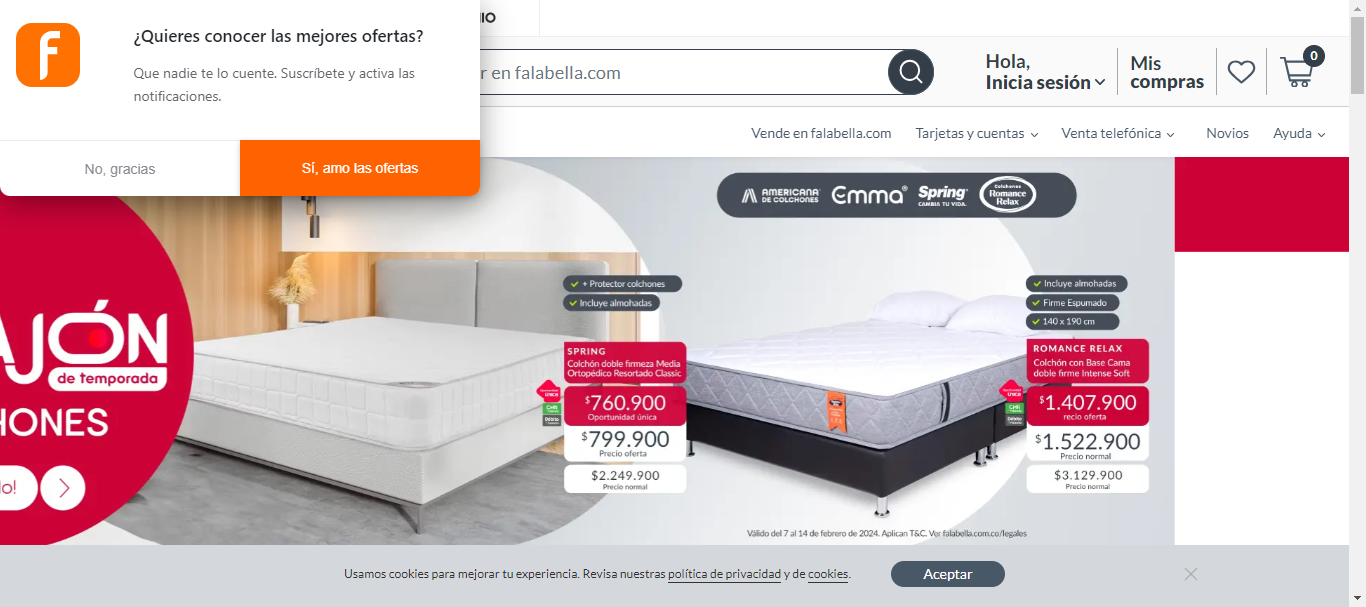 ¿Quieres conocer las mejores ofertas?
Que nadie te lo cuente. Suscríbete y activa las
notificaciones.
No, gracias
Sí, amo las ofertas
IO
r en falabella.com
Hola,
Inicia sesión
Mis
compras
0
Vende en falabella.com
Tarjetas y cuentas
Venta telefónica
Novios
Ayuda
AMERICANA
DE COLCHONES
Emma®
Spring
CAMBIA TU VIDA.
Colchones
Romance
Relax
AJÓN
de temporada
HONES
lo!
+ Protector colchones
Incluye almohadas
SPRING
Colchón doble firmeza Media
Ortopédico Resortado Classic
$760.900
Oportunidad única
$799.900
Precio oferta
$2.249.900
Precio normal
Incluye almohadas
Firme Espumado
140 x 190 cm
ROMANCE RELAX
Colchón con Base Cama
doble firme Intense Soft
$1.407.900
recio oferta
$1.522.900
Precio normal
$3.129.900
Precio normal
Válido del 7 al 14 de febrero de 2024. Aplican T&C. Ver falabella.com.co/legales
Usamos cookies para mejorar tu experiencia. Revisa nuestras política de privacidad y de cookies.
Aceptar